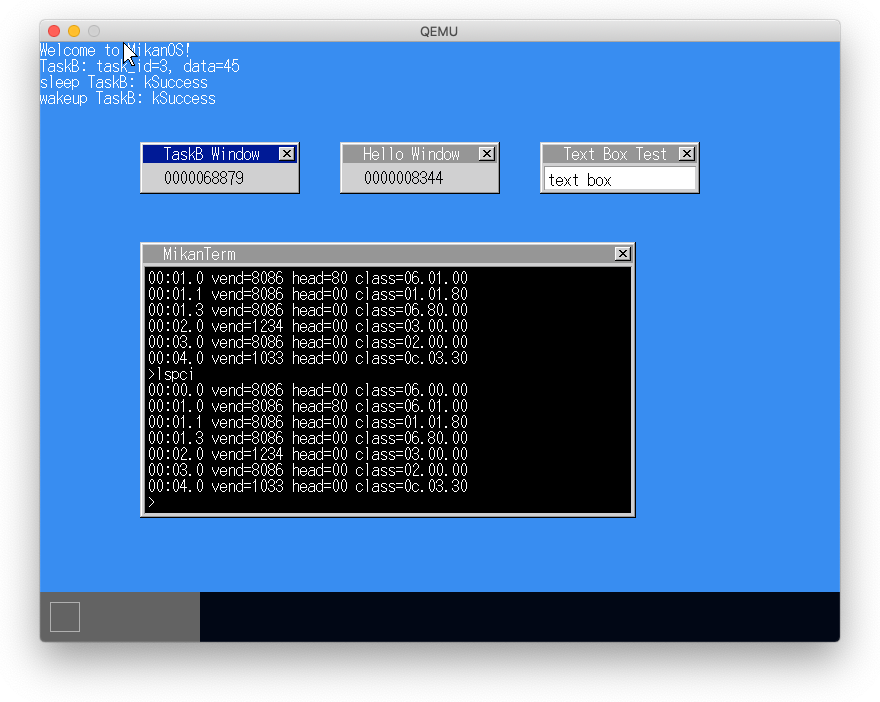 QEMU
Welcome to MikanOS!
TaskB: task_id=3, data=45
sleep TaskB: kSuccess
wakeup TaskB: kSuccess
TaskB Window
0000068879
Hello Window
0000008344
Text Box Test
text box
MikanTerm
00:01.0 vend=8086 head=80 class=06.01.00
00:01.1 vend=8086 head=00 class=01.01.80
00:01.3 vend=8086 head=00 class=06.80.00
00:02.0 vend=1234 head=00 class=03.00.00
00:03.0 vend=8086 head=00 class=02.00.00
00:04.0 vend=1033 head=00 class=0c.03.30
>lspci
00:00.0 vend=8086 head=00 class=06.00.00
00:01.0 vend=8086 head=80 class=06.01.00
00:01.1 vend=8086 head=00 class=01.01.80
00:01.3 vend=8086 head=00 class=06.80.00
00:02.0 vend=1234 head=00 class=03.00.00
00:03.0 vend=8086 head=00 class=02.00.00
00:04.0 vend=1033 head=00 class=0c.03.30
>